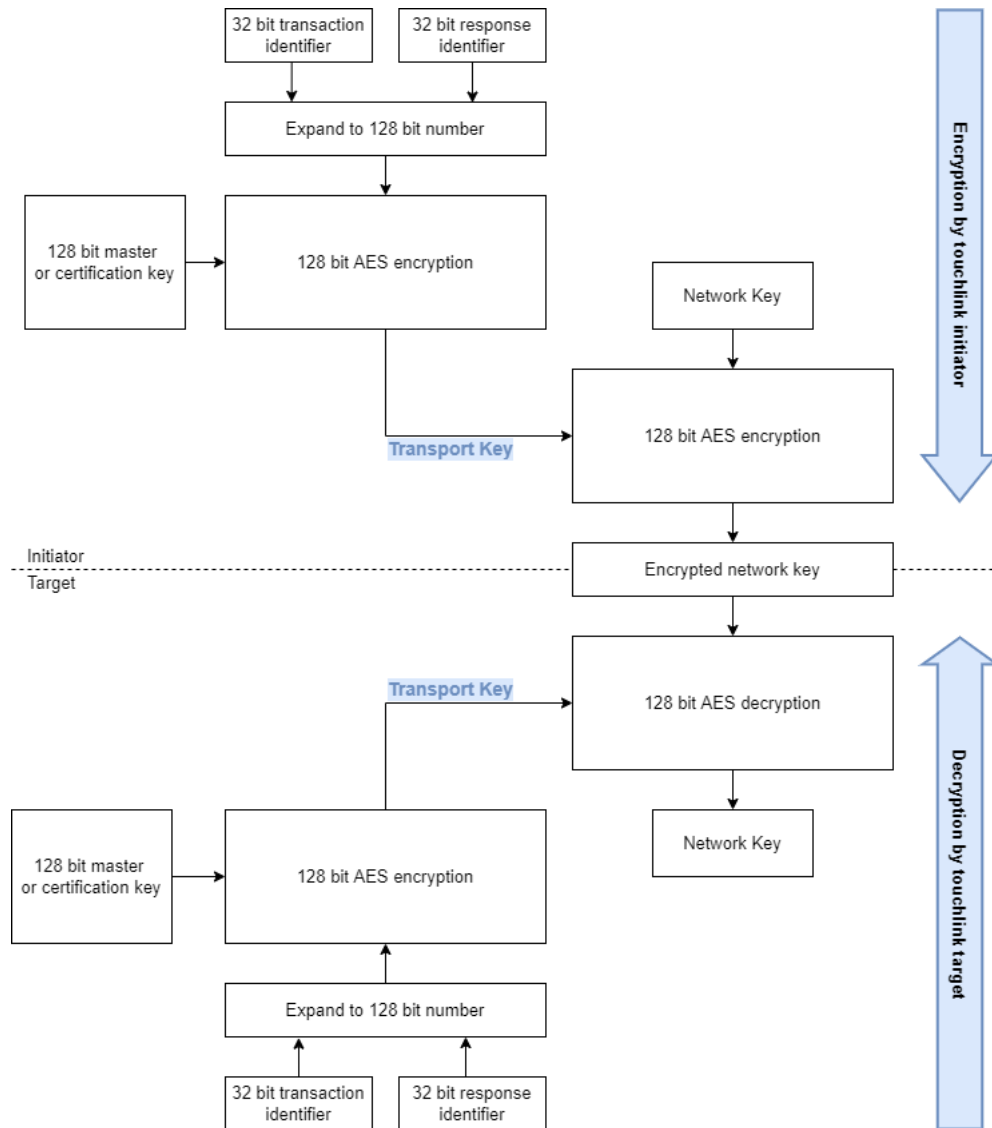 32 bit transaction
identifier
32 bit response
identifier
Expand to 128 bit number
128 bit master
or certification key
128 bit AES encryption
Network Key
128 bit AES encryption
Transport Key
Encryption by touchlink initiator
Initiator
Target
Encrypted network key
Transport Key
128 bit AES decryption
128 bit master
or certification key
128 bit AES encryption
Network Key
Expand to 128 bit number
32 bit transaction
identifier
32 bit response
identifier
Decryption by touchlink target